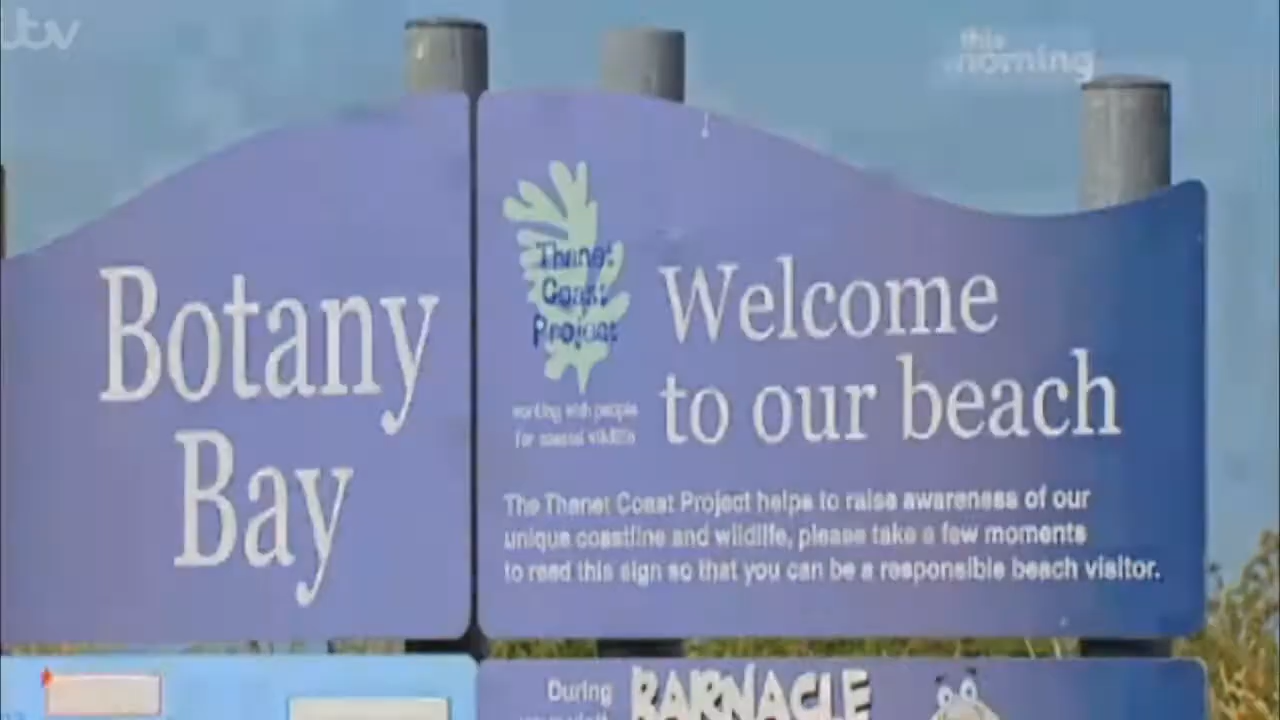 itv
this
morning
Botany
Bay
Thanet
Coast
Project
working with people
for coastal wildlife
Welcome
to our beach
The Thanet Coast Project helps to raise awareness of our
unique coastline and wildlife, please take a few moments
to read this sign so that you can be a responsible beach visitor.
During
BARNACLE